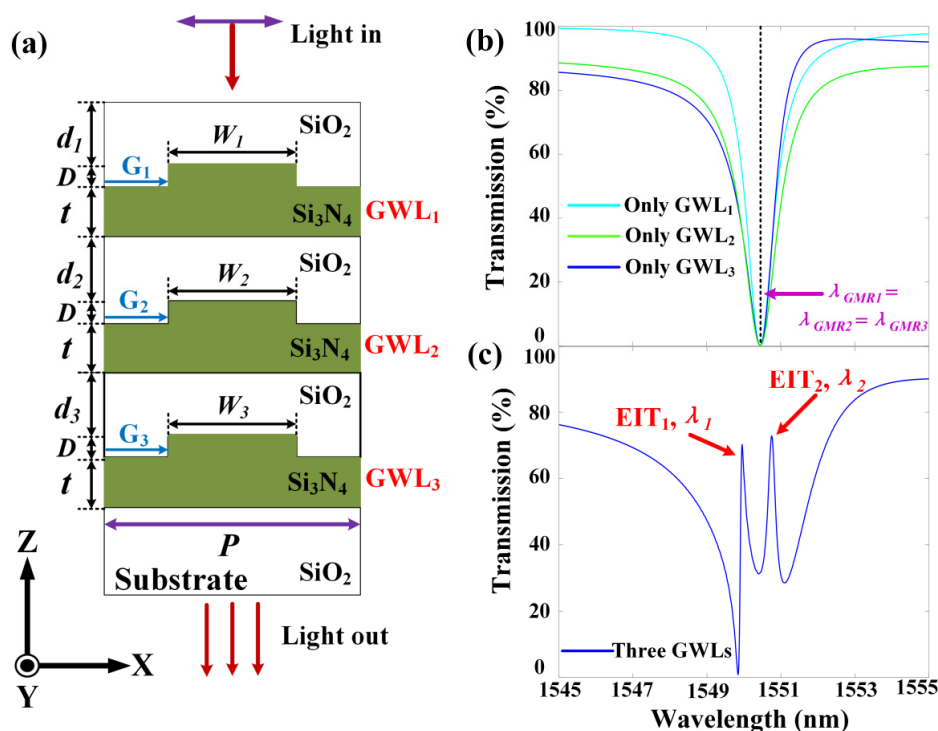 (a)
Light in
SiO₂
d₁
W₁
D
G₁
t
Si₃N₄
GWL₁
d₂
SiO₂
W₂
D
G₂
t
Si₃N₄
GWL₂
d₃
SiO₂
W₃
D
G₃
t
Si₃N₄
GWL₃
P
Substrate
SiO₂
Light out
Z
X
Y
(b)
Transmission (%)
100
80
60
40
20
0
Only GWL₁
Only GWL₂
Only GWL₃
λGMR1 =
λGMR2 = λGMR3
(c)
Transmission (%)
100
80
60
40
20
0
EIT₁, λ₁
EIT₂, λ₂
Three GWLs
1545 1547 1549 1551 1553 1555
Wavelength (nm)